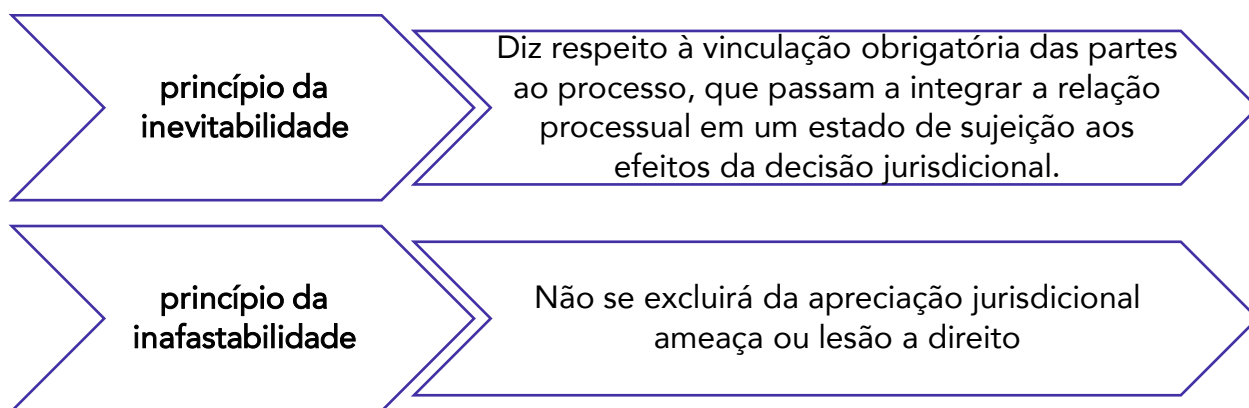 princípio da
inevitabilidade
Diz respeito à vinculação obrigatória das partes
ao processo, que passam a integrar a relação
processual em um estado de sujeição aos
efeitos da decisão jurisdicional.
princípio da
inafastabilidade
Não se excluirá da apreciação jurisdicional
ameaça ou lesão a direito